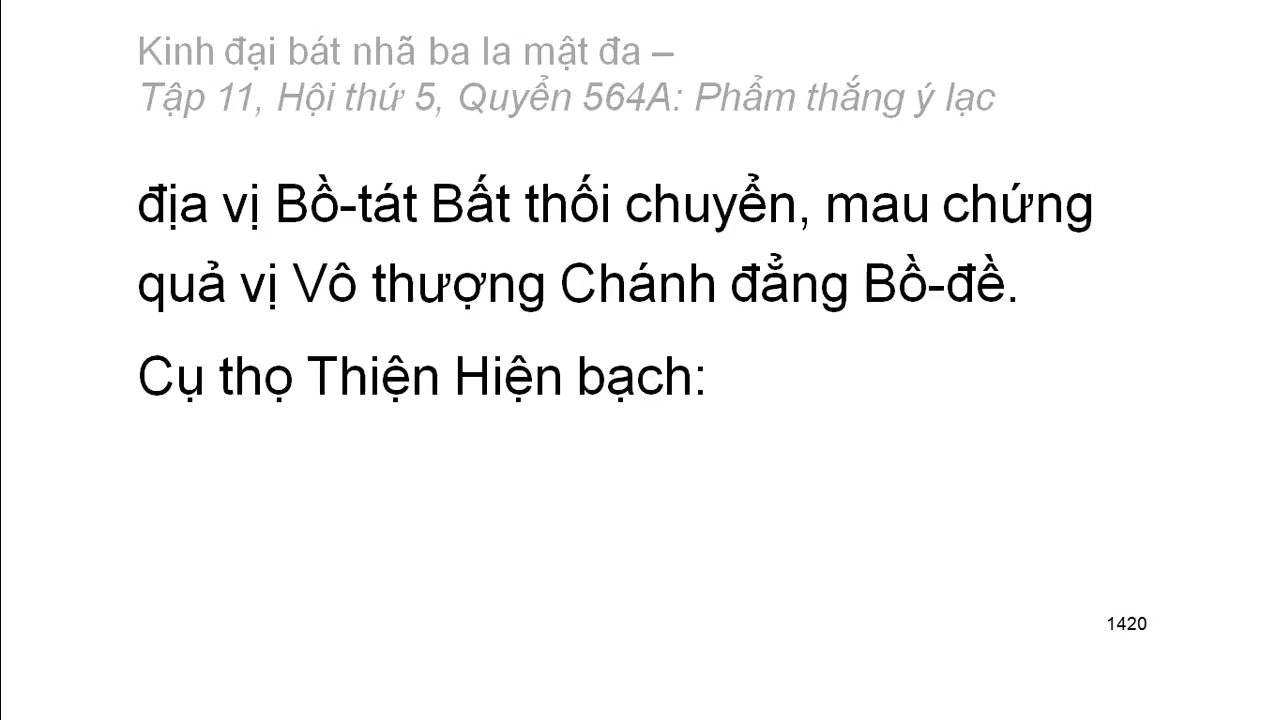 Kinh đại bát nhã ba la mật đa –
Tập 11, Hội thứ 5, Quyển 564A: Phẩm thắng ý lạc
địa vị Bồ-tát Bất thối chuyển, mau chứng
quả vị Vô thượng Chánh đẳng Bồ-đề.
Cụ thọ Thiện Hiện bạch:
1420